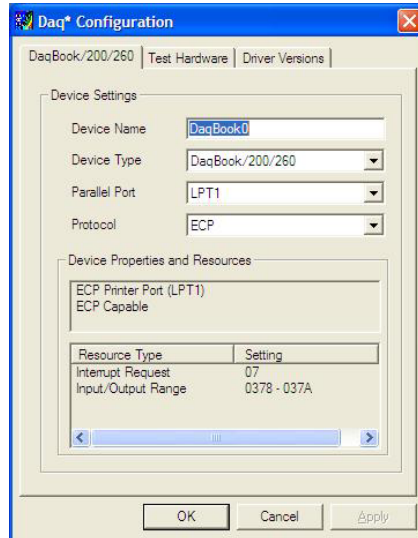 Daq* Configuration
DaqBook/200/260 Test Hardware Driver Versions
Device Settings
Device Name DaqBook0
Device Type DaqBook/200/260
Parallel Port LPT1
Protocol ECP
Device Properties and Resources
ECP Printer Port (LPT1)
ECP Capable
Resource Type Setting
Interrupt Request 07
Input/Output Range 0378 - 037A
OK Cancel Apply